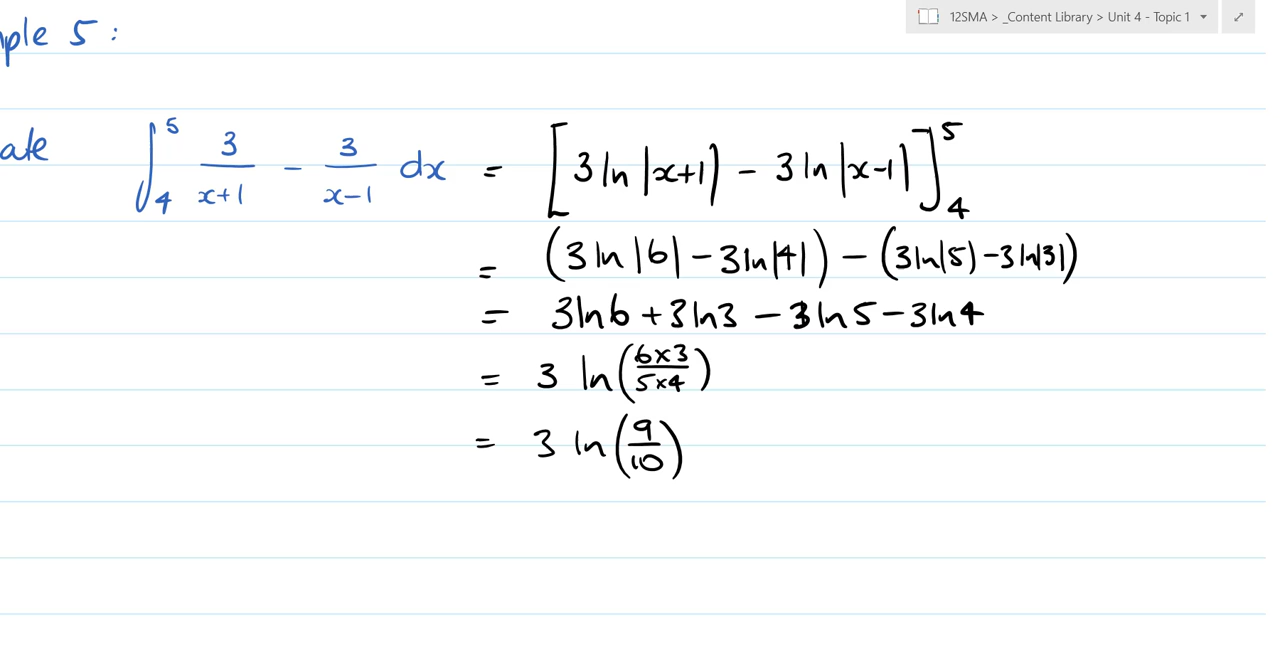 12SMA > _Content Library > Unit 4 - Topic 1
ple 5:
ate ∫₄⁵ 3/(x+1) − 3/(x−1) dx = [3 ln|x+1| − 3 ln|x−1|]₄⁵
= (3 ln|6| − 3 ln|4|) − (3 ln|5| − 3 ln|3|)
= 3 ln 6 + 3 ln 3 − 3 ln 5 − 3 ln 4
= 3 ln(6×3/5×4)
= 3 ln(9/10)